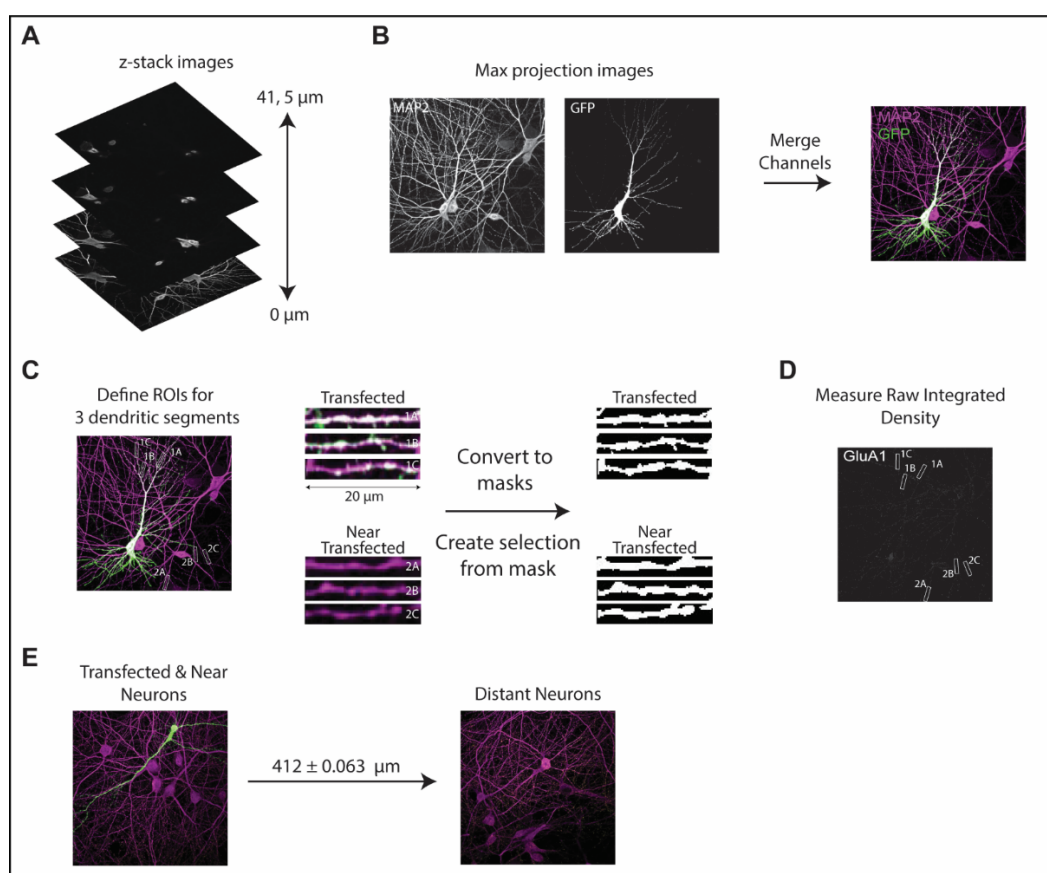 A
z-stack images
41, 5 µm
0 µm
B
Max projection images
MAP2
GFP
Merge
Channels
MAP2
GFP
C
Define ROIs for
3 dendritic segments
1C
1B
1A
2B
2C
2A
Transfected
1A
1B
1C
20 µm
Near
Transfected
2A
2B
2C
Convert to
masks
Create selection
from mask
Transfected
Near
Transfected
D
Measure Raw Integrated
Density
GluA1
1C
1B
1A
2A
2B
2C
E
Transfected & Near
Neurons
412 ± 0.063 µm
Distant Neurons